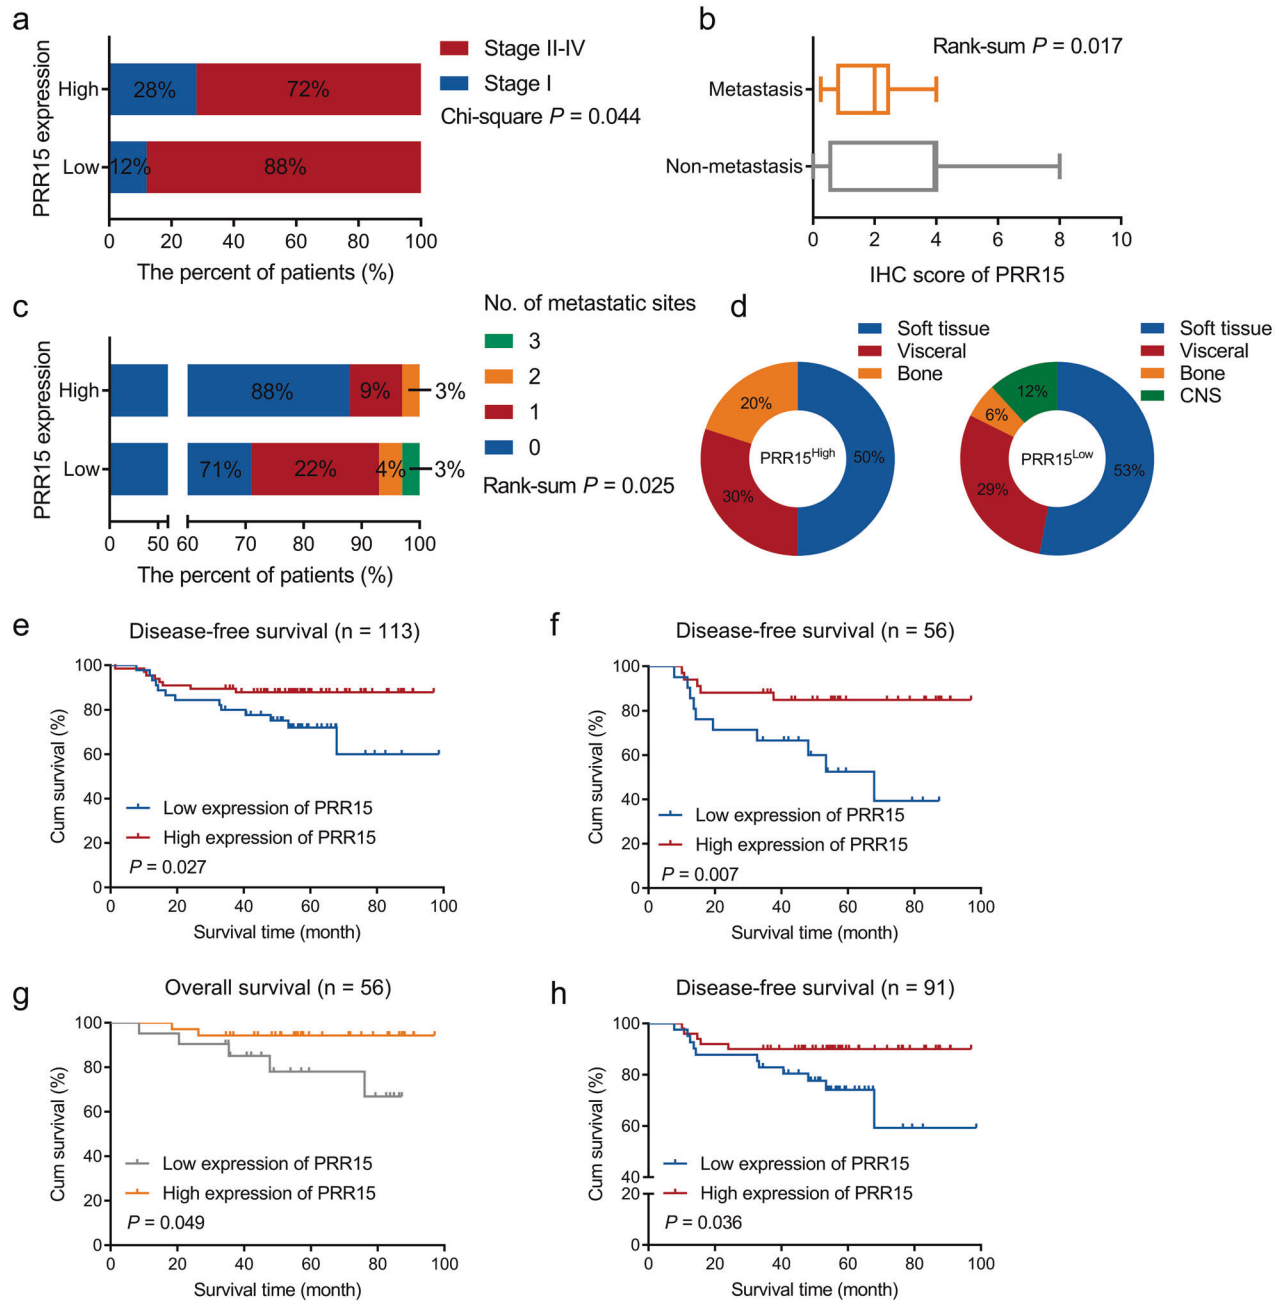 a
PRR15 expression
High
28%
72%
Low
12%
88%
0 20 40 60 80 100
The percent of patients (%)
Stage II-IV
Stage I
Chi-square P = 0.044
b
Rank-sum P = 0.017
Metastasis
Non-metastasis
0 2 4 6 8 10
IHC score of PRR15
c
No. of metastatic sites
3
2
1
0
Rank-sum P = 0.025
PRR15 expression
High
88%
9%
3%
Low
71%
22%
4%
3%
0 50 60 70 80 90 100
The percent of patients (%)
d
Soft tissue
Visceral
Bone
20%
50%
30%
PRR15High
Soft tissue
Visceral
Bone
CNS
12%
6%
29%
53%
PRR15Low
e
Disease-free survival (n = 113)
Cum survival (%)
100
80
60
40
20
0
Low expression of PRR15
High expression of PRR15
P = 0.027
0 20 40 60 80 100
Survival time (month)
f
Disease-free survival (n = 56)
Cum survival (%)
100
80
60
40
20
0
Low expression of PRR15
High expression of PRR15
P = 0.007
0 20 40 60 80 100
Survival time (month)
g
Overall survival (n = 56)
Cum survival (%)
100
80
60
40
20
0
Low expression of PRR15
High expression of PRR15
P = 0.049
0 20 40 60 80 100
Survival time (month)
h
Disease-free survival (n = 91)
Cum survival (%)
100
80
60
40
20
0
Low expression of PRR15
High expression of PRR15
P = 0.036
0 20 40 60 80 100
Survival time (month)